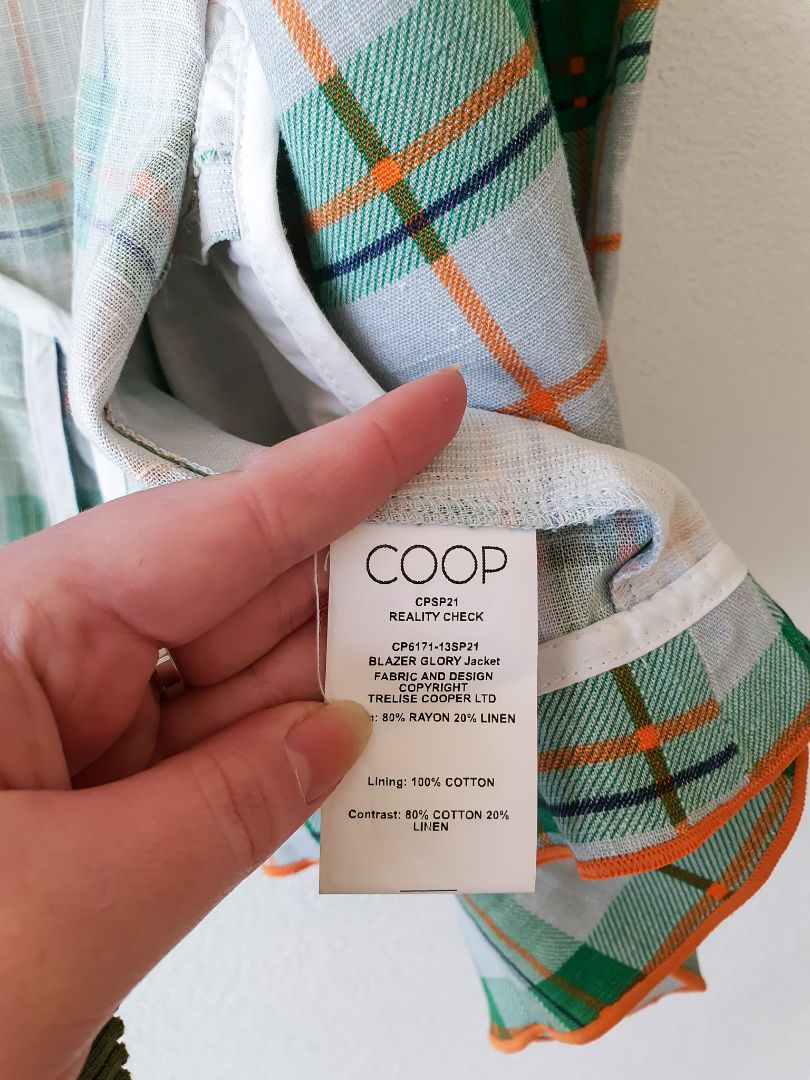 COOP
CPSP21
REALITY CHECK
CP6171-13SP21
BLAZER GLORY Jacket
FABRIC AND DESIGN
COPYRIGHT
TRELISE COOPER LTD
80% RAYON 20% LINEN
Lining: 100% COTTON
Contrast: 80% COTTON 20%
LINEN